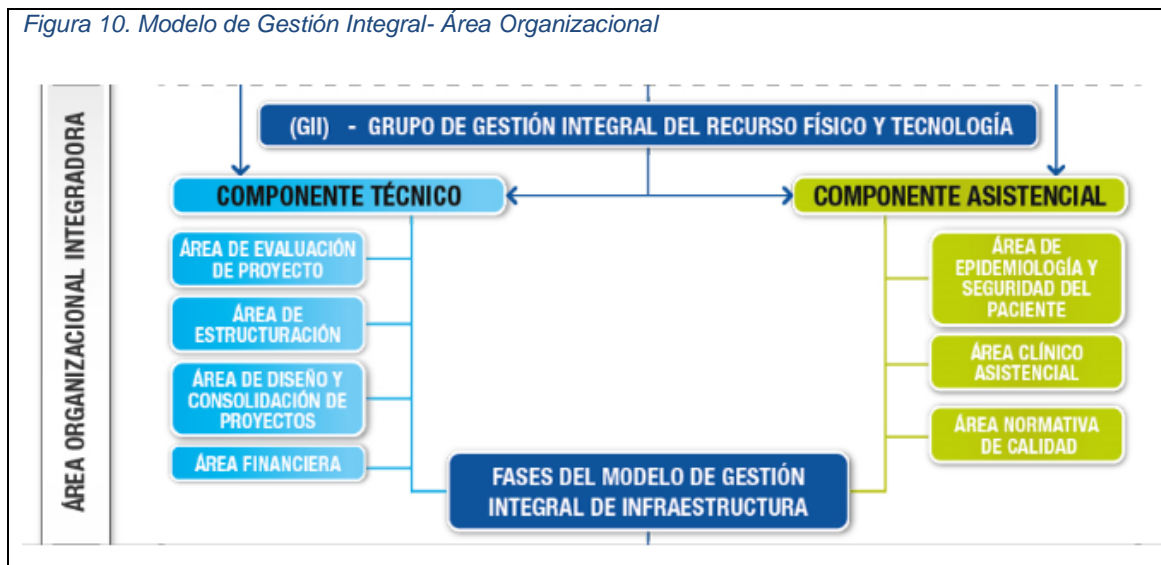 Figura 10. Modelo de Gestión Integral- Área Organizacional
ÁREA ORGANIZACIONAL INTEGRADORA
(GII) - GRUPO DE GESTIÓN INTEGRAL DEL RECURSO FÍSICO Y TECNOLOGÍA
COMPONENTE TÉCNICO
ÁREA DE EVALUACIÓN
DE PROYECTO
ÁREA DE
ESTRUCTURACIÓN
ÁREA DE DISEÑO Y
CONSOLIDACIÓN DE
PROYECTOS
ÁREA FINANCIERA
COMPONENTE ASISTENCIAL
ÁREA DE
EPIDEMIOLOGÍA Y
SEGURIDAD DEL
PACIENTE
ÁREA CLÍNICO
ASISTENCIAL
ÁREA NORMATIVA
DE CALIDAD
FASES DEL MODELO DE GESTIÓN
INTEGRAL DE INFRAESTRUCTURA